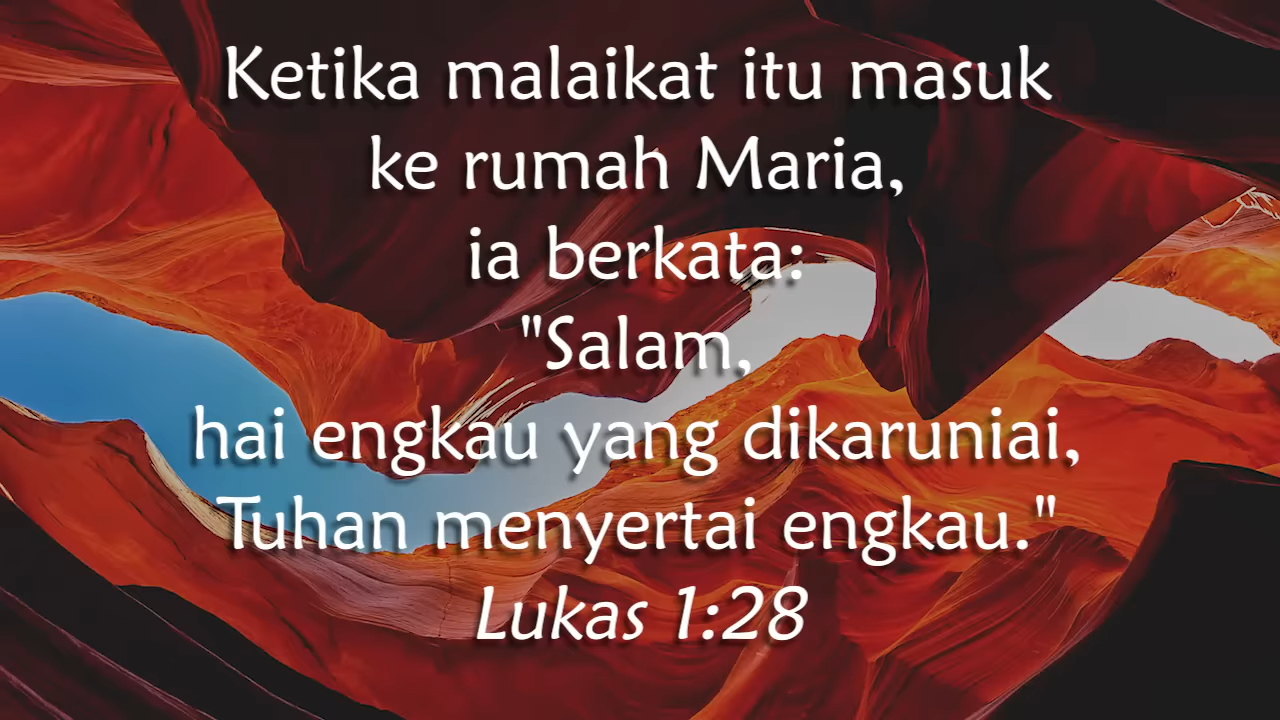 Ketika malaikat itu masuk
ke rumah Maria,
ia berkata:
"Salam,
hai engkau yang dikaruniai,
Tuhan menyertai engkau."
Lukas 1:28